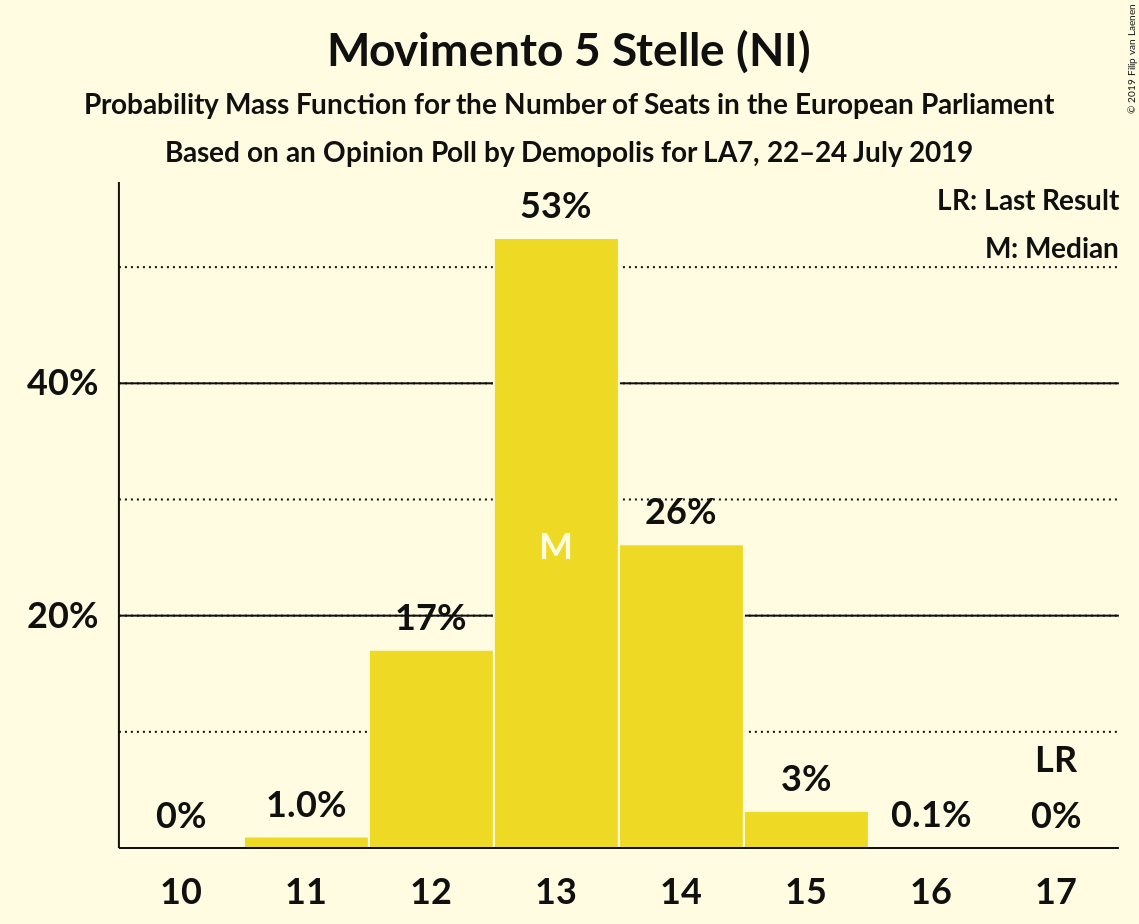 Movimento 5 Stelle (NI)
Probability Mass Function for the Number of Seats in the European Parliament
Based on an Opinion Poll by Demopolis for LA7, 22–24 July 2019
© 2019 Filip van Laenen
LR: Last Result
M: Median
53%
40%
26%
M
20%
17%
LR
3%
1.0%
0%
0.1%
0%
10 11 12 13 14 15 16 17